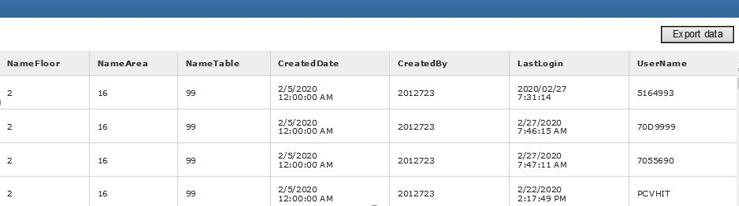 Export data
NameFloor NameArea NameTable CreatedDate CreatedBy LastLogin UserName
2 16 99 2/5/2020 12:00:00 AM 2012723 2020/02/27 7:31:14 5164993
2 16 99 2/5/2020 12:00:00 AM 2012723 2/27/2020 7:46:15 AM 70D9999
2 16 99 2/5/2020 12:00:00 AM 2012723 2/27/2020 7:47:11 AM 7055690
2 16 99 2/5/2020 12:00:00 AM 2012723 2/22/2020 2:17:49 PM PCVHIT